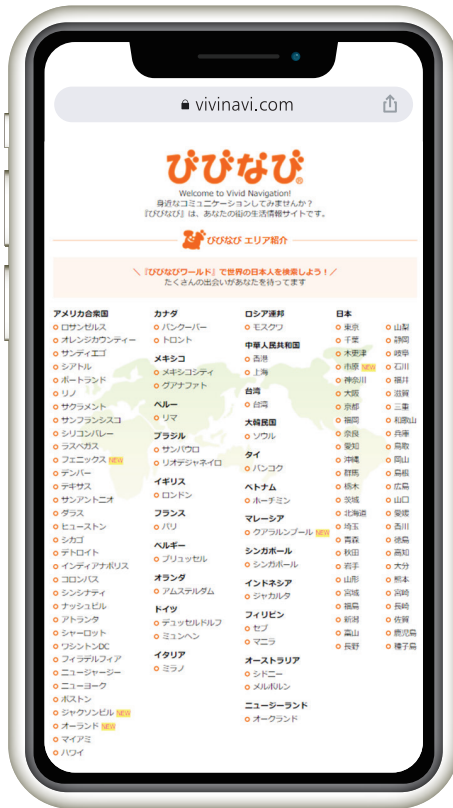 vivinavi.com
びびなび®
Welcome to Vivid Navigation!
身近なコミュニケーションしてみませんか？
『びびなび』は、あなたの街の生活情報サイトです。
びびなび エリア紹介
＼『びびなびワールド』で世界の日本人を検索しよう！／
たくさんの出会いがあなたを待ってます
アメリカ合衆国
ロサンゼルス
オレンジカウンティー
サンディエゴ
シアトル
ポートランド
リノ
サクラメント
サンフランシスコ
シリコンバレー
ラスベガス
フェニックス NEW
デンバー
テキサス
サンアントニオ
ダラス
ヒューストン
シカゴ
デトロイト
インディアナポリス
コロンバス
シンシナティ
ナッシュビル
アトランタ
シャーロット
ワシントンDC
フィラデルフィア
ニュージャージー
ニューヨーク
ボストン
ジャクソンビル NEW
オーランド NEW
マイアミ
ハワイ
カナダ
バンクーバー
トロント
メキシコ
メキシコシティ
グアナファト
ペルー
リマ
ブラジル
サンパウロ
リオデジャネイロ
イギリス
ロンドン
フランス
パリ
ベルギー
ブリュッセル
オランダ
アムステルダム
ドイツ
デュッセルドルフ
ミュンヘン
イタリア
ミラノ
ロシア連邦
モスクワ
中華人民共和国
香港
上海
台湾
台湾
大韓民国
ソウル
タイ
バンコク
ベトナム
ホーチミン
マレーシア
クアラルンプール NEW
シンガポール
シンガポール
インドネシア
ジャカルタ
フィリピン
セブ
マニラ
オーストラリア
シドニー
メルボルン
ニュージーランド
オークランド
日本
東京
千葉
木更津
市原 NEW
神奈川
大阪
京都
福岡
奈良
愛知
沖縄
群馬
栃木
茨城
北海道
埼玉
青森
秋田
岩手
山形
宮城
福島
新潟
富山
長野
山梨
静岡
岐阜
石川
福井
滋賀
三重
和歌山
兵庫
鳥取
岡山
島根
広島
山口
愛媛
香川
徳島
高知
大分
熊本
宮崎
長崎
佐賀
鹿児島
種子島